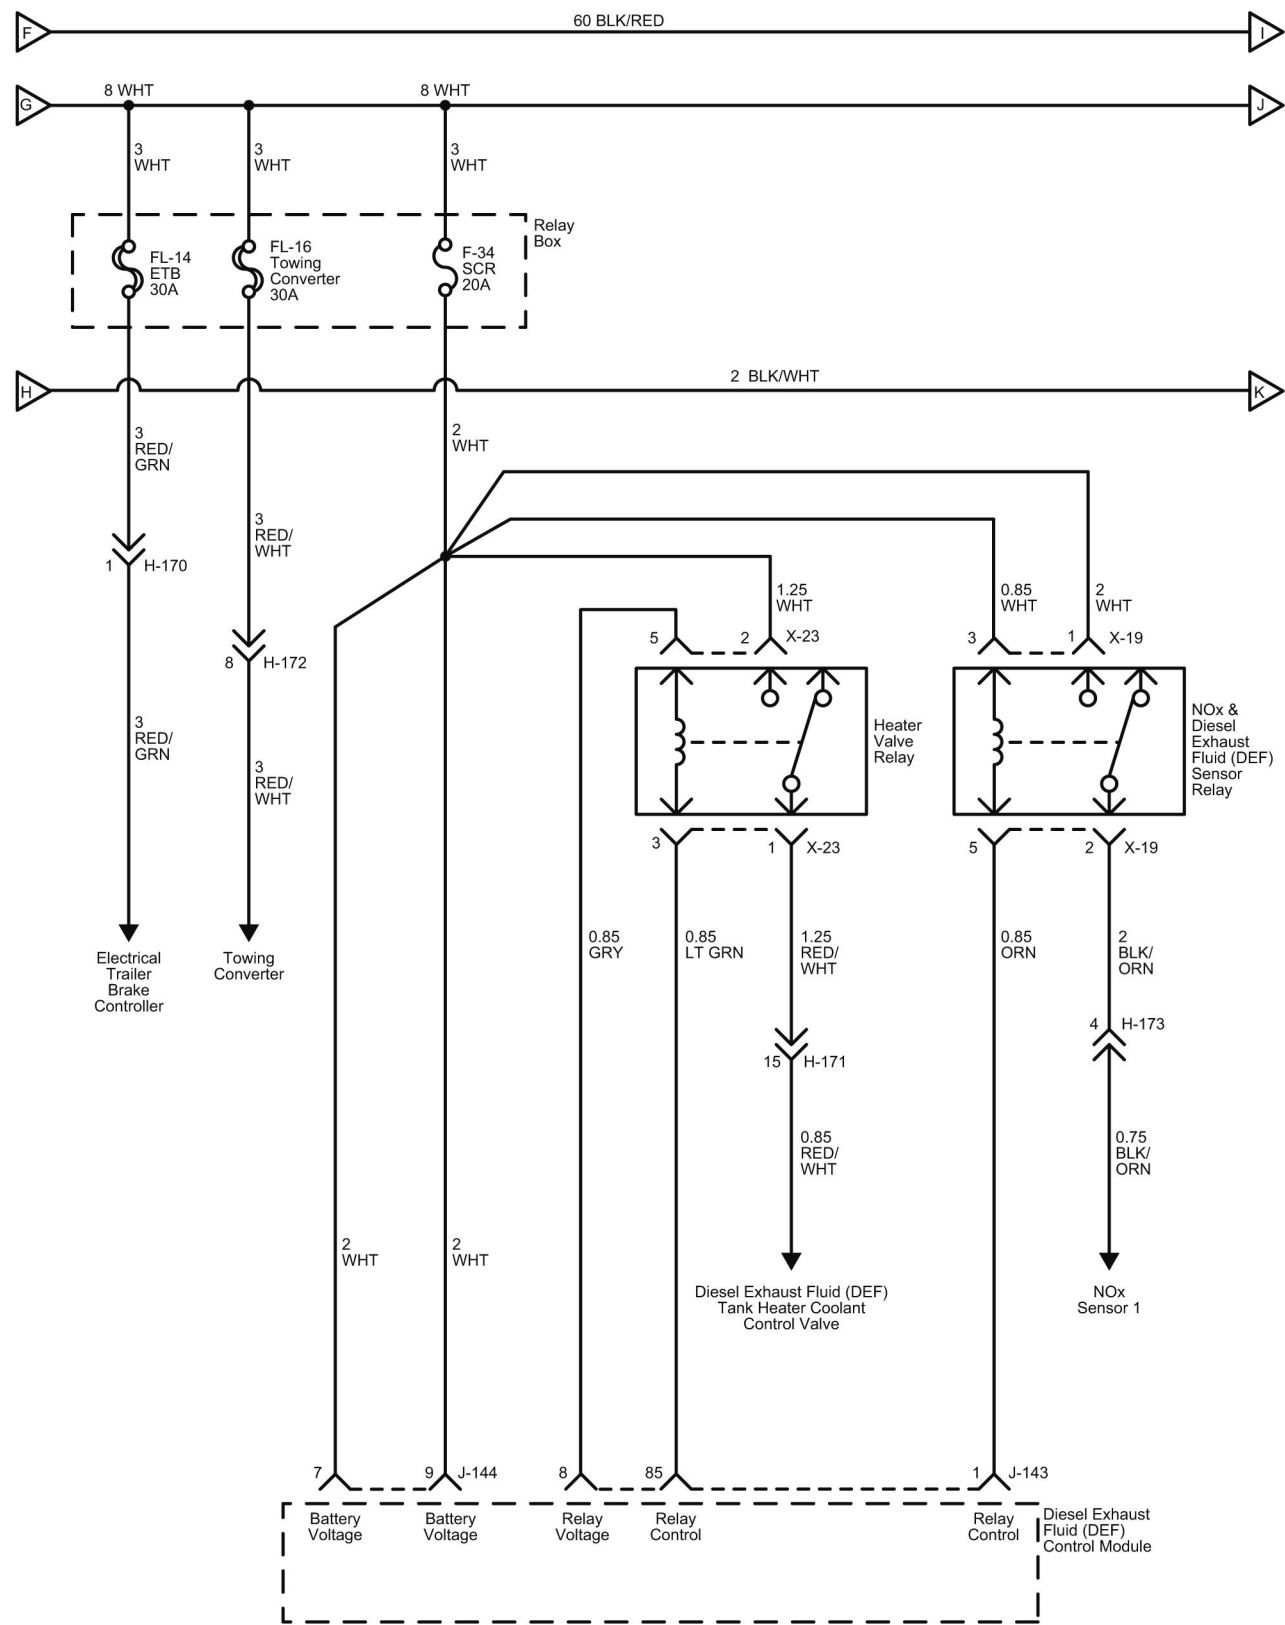 F
60 BLK/RED
I
G
8 WHT
8 WHT
J
3
WHT
3
WHT
3
WHT
Relay
Box
FL-14
ETB
30A
FL-16
Towing
Converter
30A
F-34
SCR
20A
H
2 BLK/WHT
K
3
RED/
GRN
2
WHT
3
RED/
WHT
1
H-170
1.25
WHT
0.85
WHT
2
WHT
8
H-172
5
2
X-23
3
1
X-19
3
RED/
GRN
3
RED/
WHT
Heater
Valve
Relay
NOx &
Diesel
Exhaust
Fluid (DEF)
Sensor
Relay
3
1
X-23
5
2
X-19
Electrical
Trailer
Brake
Controller
Towing
Converter
0.85
GRY
0.85
LT GRN
1.25
RED/
WHT
0.85
ORN
2
BLK/
ORN
15
H-171
4
H-173
0.85
RED/
WHT
0.75
BLK/
ORN
2
WHT
2
WHT
Diesel Exhaust Fluid (DEF)
Tank Heater Coolant
Control Valve
NOx
Sensor 1
7
9
J-144
8
85
1
J-143
Battery
Voltage
Battery
Voltage
Relay
Voltage
Relay
Control
Relay
Control
Diesel Exhaust
Fluid (DEF)
Control Module